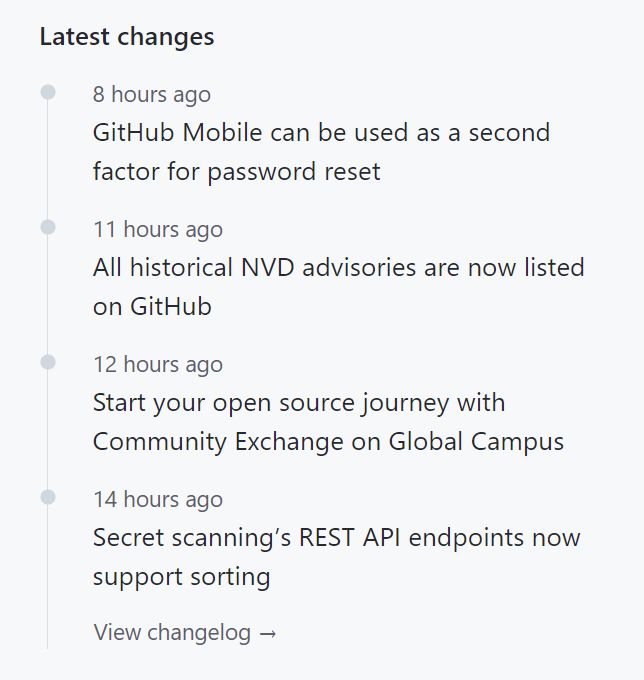 Latest changes
8 hours ago
GitHub Mobile can be used as a second
factor for password reset
11 hours ago
All historical NVD advisories are now listed
on GitHub
12 hours ago
Start your open source journey with
Community Exchange on Global Campus
14 hours ago
Secret scanning’s REST API endpoints now
support sorting
View changelog →